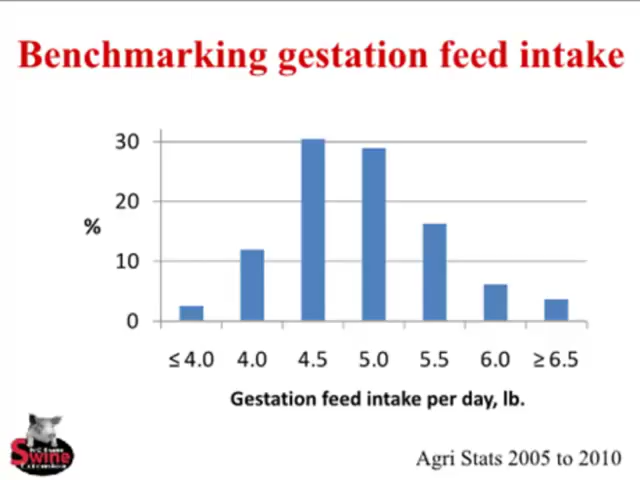 Benchmarking gestation feed intake
30
20
%
10
0
≤ 4.0 4.0 4.5 5.0 5.5 6.0 ≥ 6.5
Gestation feed intake per day, lb.
Swine
Agri Stats 2005 to 2010